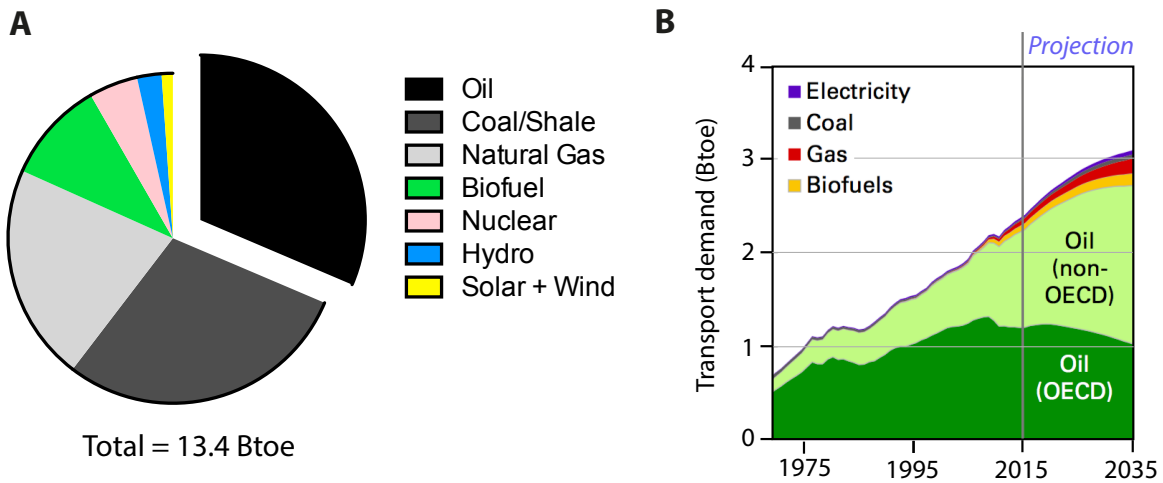 A
Oil
Coal/Shale
Natural Gas
Biofuel
Nuclear
Hydro
Solar + Wind
Total = 13.4 Btoe
B
Projection
Transport demand (Btoe)
4
3
2
1
0
Electricity
Coal
Gas
Biofuels
Oil
(non-
OECD)
Oil
(OECD)
1975
1995
2015
2035